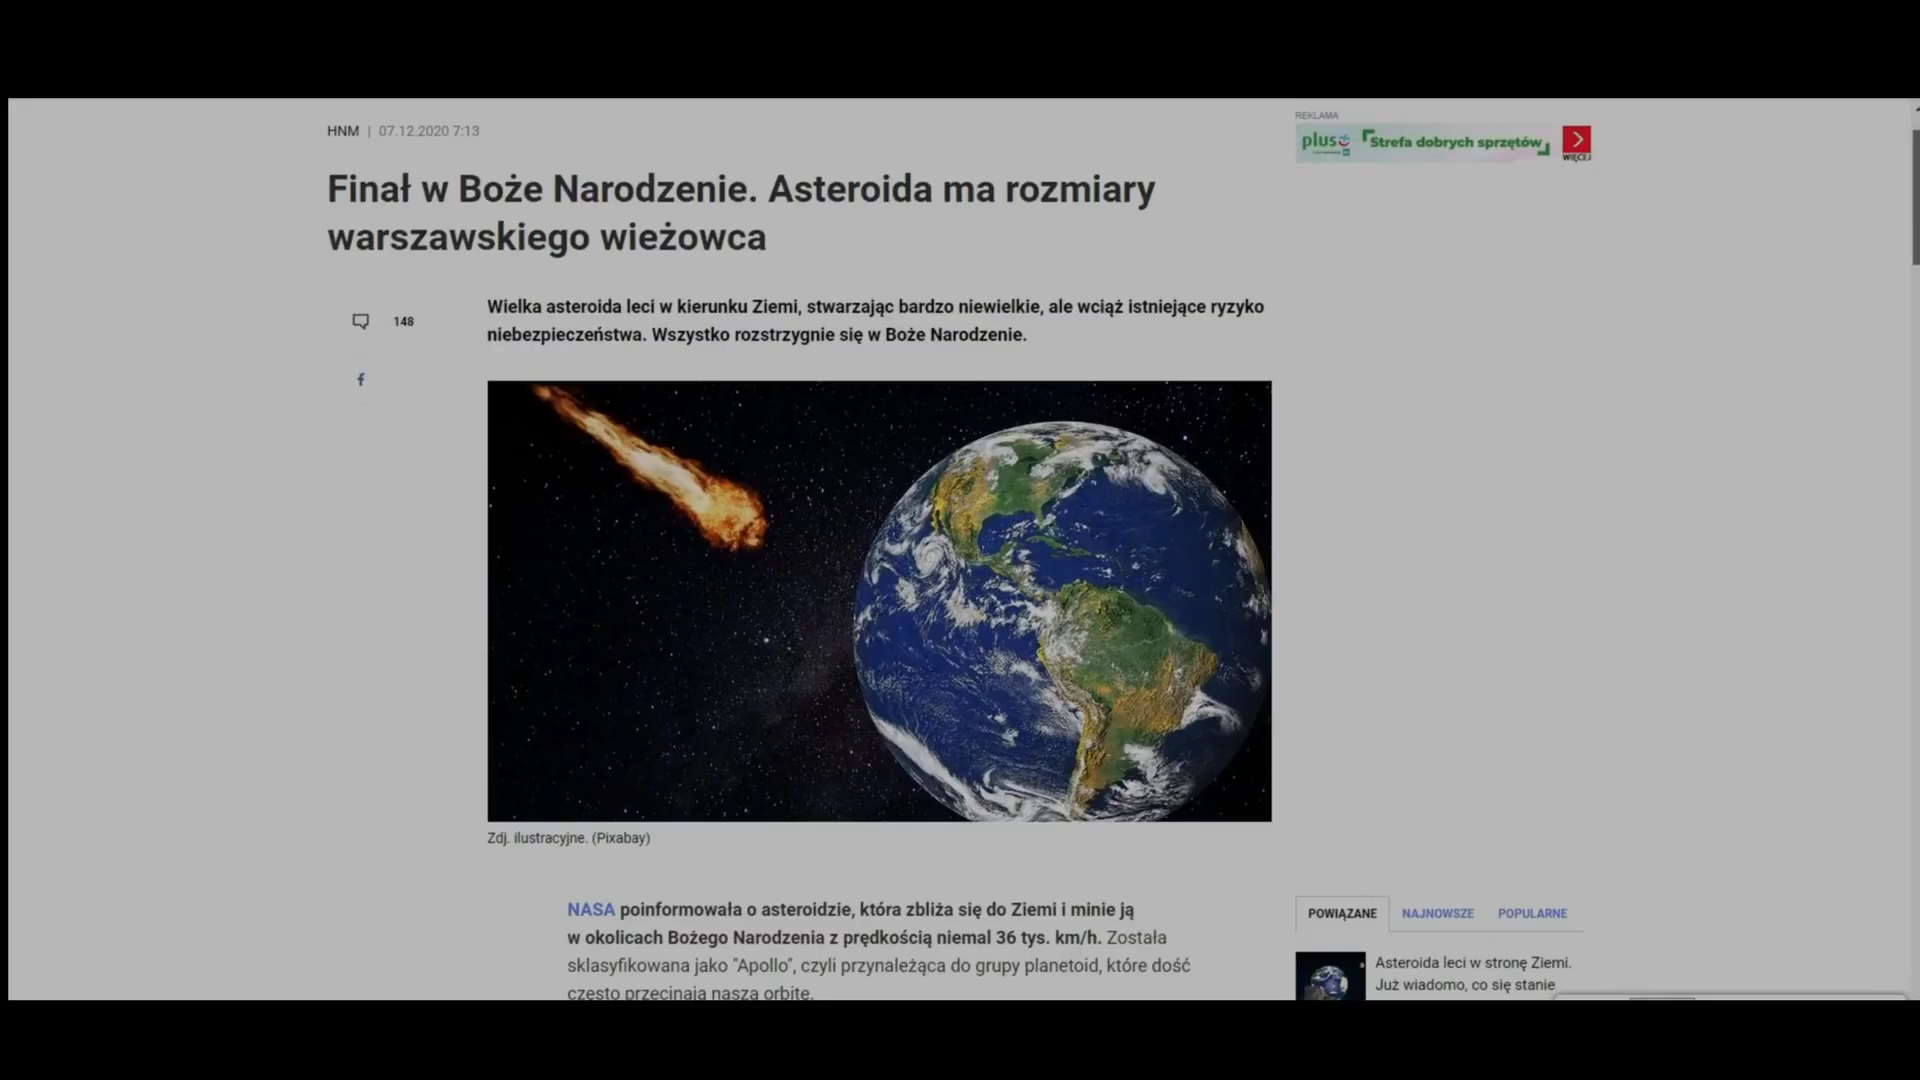 HNM | 07.12.2020 7:13
REKLAMA
plus
Strefa dobrych sprzętów
WIĘCEJ
Finał w Boże Narodzenie. Asteroida ma rozmiary
warszawskiego wieżowca
148
Wielka asteroida leci w kierunku Ziemi, stwarzając bardzo niewielkie, ale wciąż istniejące ryzyko
niebezpieczeństwa. Wszystko rozstrzygnie się w Boże Narodzenie.
Zdj. ilustracyjne. (Pixabay)
NASA poinformowała o asteroidzie, która zbliża się do Ziemi i minie ją
w okolicach Bożego Narodzenia z prędkością niemal 36 tys. km/h. Została
sklasyfikowana jako "Apollo", czyli przynależąca do grupy planetoid, które dość
często przecinają naszą orbitę.
POWIĄZANE NAJNOWSZE POPULARNE
Asteroida leci w stronę Ziemi.
Już wiadomo, co się stanie